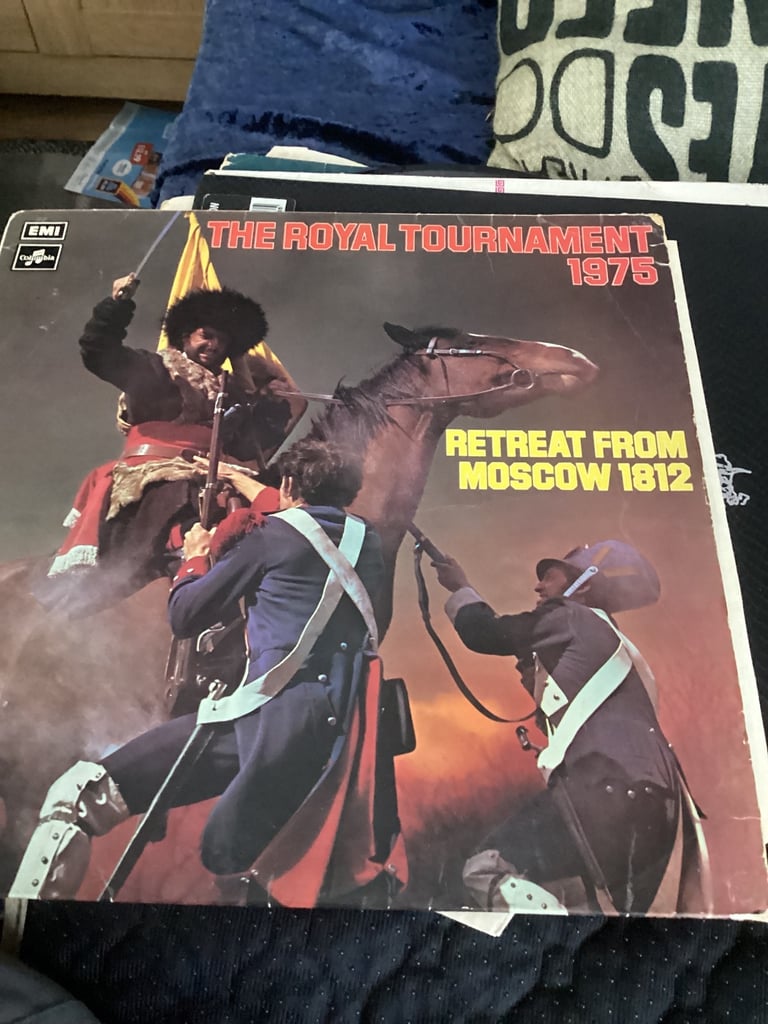 EMI
Columbia
THE ROYAL TOURNAMENT
1975
RETREAT FROM
MOSCOW 1812